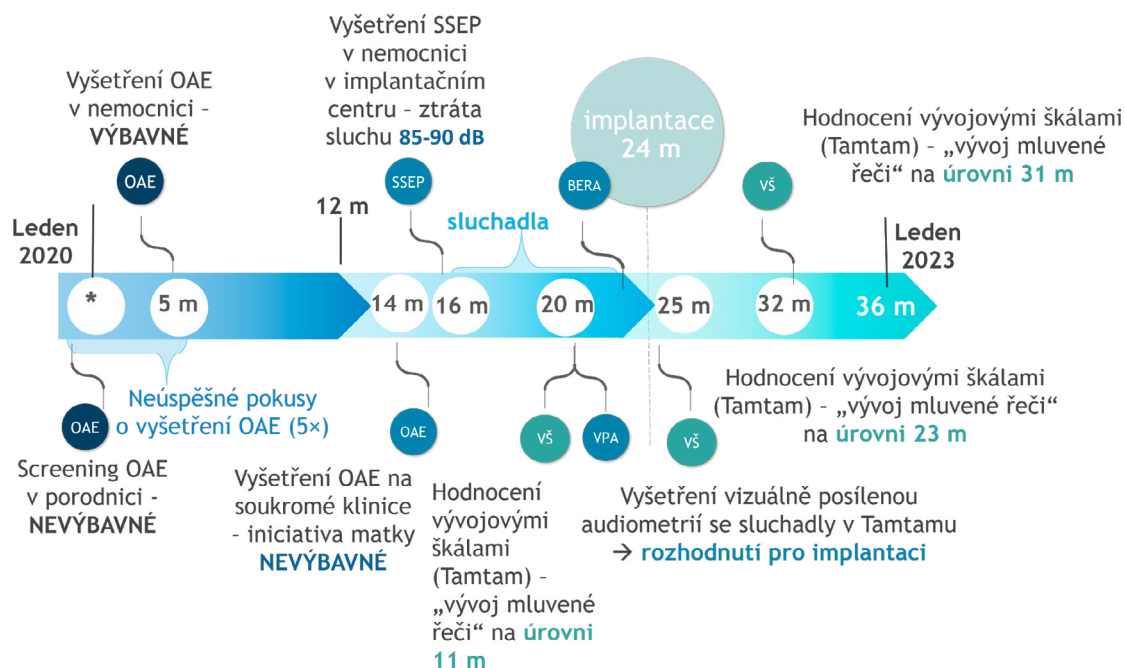 Vyšetření OAE
v nemocnici –
VÝBAVNÉ
OAE
Vyšetření SSEP
v nemocnici
v implantačním
centru – ztráta
sluchu 85-90 dB
SSEP
implantace
24 m
BERA
VŠ
Hodnocení vývojovými škálami
(Tamtam) – „vývoj mluvené
řeči“ na úrovni 31 m
Leden
2020
12 m
sluchadla
Leden
2023
*
5 m
14 m
16 m
20 m
25 m
32 m
36 m
Neúspěšné pokusy
o vyšetření OAE (5×)
OAE
Screening OAE
v porodnici -
NEVÝBAVNÉ
OAE
Vyšetření OAE na
soukromé klinice
– iniciativa matky
NEVÝBAVNÉ
VŠ
VPA
VŠ
Hodnocení
vývojovými
škálami
(Tamtam) –
„vývoj mluvené
řeči“ na úrovni
11 m
Hodnocení vývojovými škálami
(Tamtam) – „vývoj mluvené řeči“
na úrovni 23 m
Vyšetření vizuálně posílenou
audiometrií se sluchadly v Tamtamu
→ rozhodnutí pro implantaci